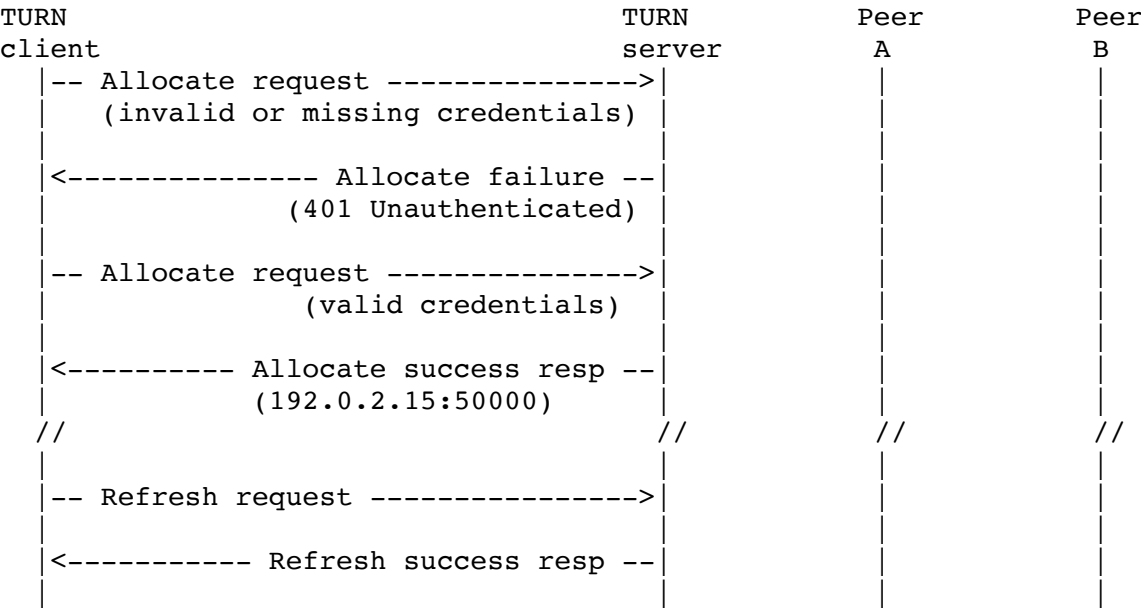 TURN                                 TURN          Peer         Peer
client                               server         A            B
|-- Allocate request --------------->|
(invalid or missing credentials)
|<--------------- Allocate failure --|
(401 Unauthenticated)
|-- Allocate request --------------->|
(valid credentials)
|<---------- Allocate success resp --|
(192.0.2.15:50000)
//                                    //           //           //
|-- Refresh request ---------------->|
|<----------- Refresh success resp --|